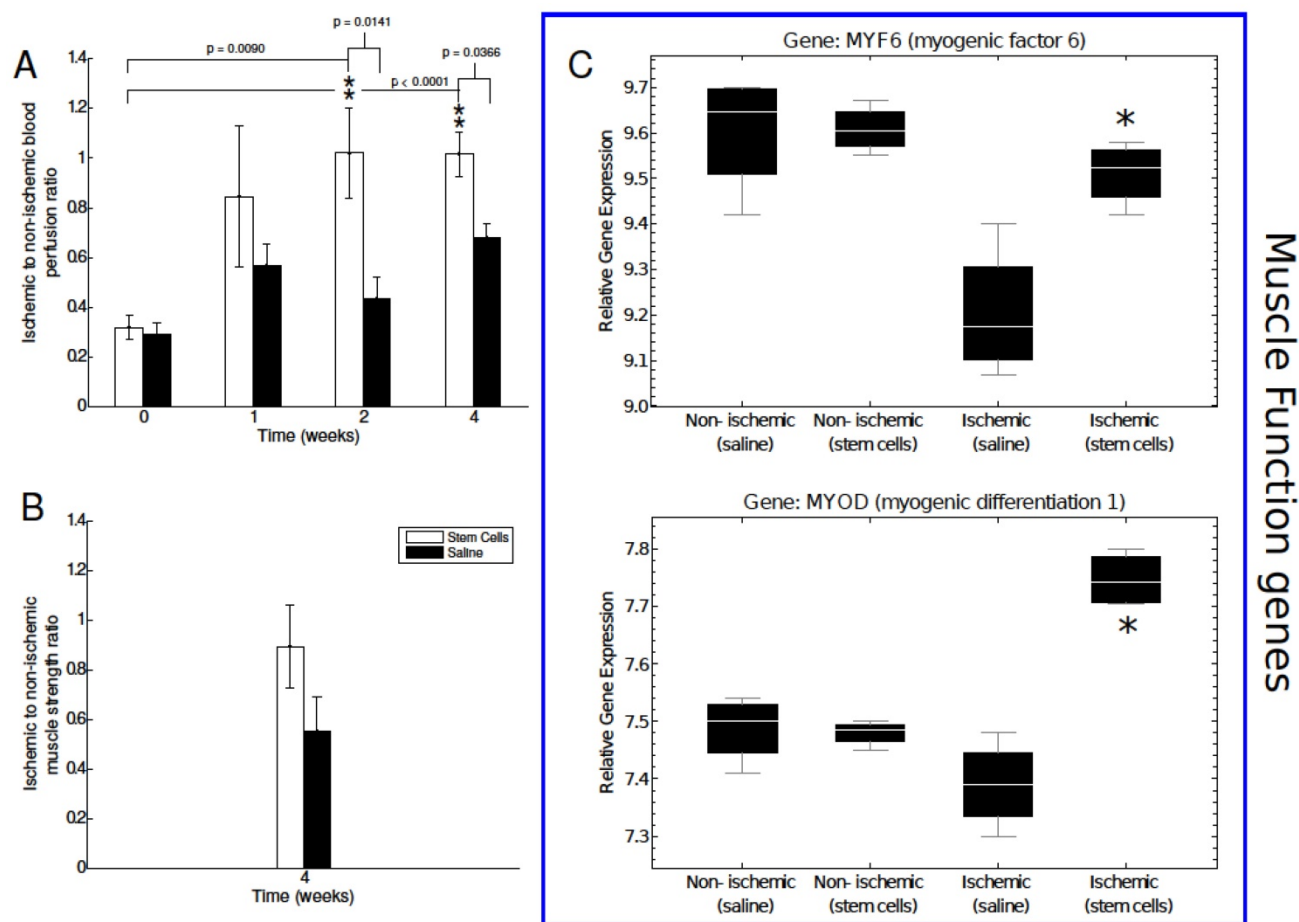 A
p = 0.0141
p = 0.0090
p = 0.0366
p < 0.0001
**
**
1.4
1.2
1
0.8
0.6
0.4
0.2
0
Ischemic to non-ischemic blood
perfusion ratio
0 1 2 4
Time (weeks)
B
Stem Cells
Saline
1.4
1.2
1
0.8
0.6
0.4
0.2
0
Ischemic to non-ischemic
muscle strength ratio
4
Time (weeks)
C
Gene: MYF6 (myogenic factor 6)
9.7
9.6
9.5
9.4
9.3
9.2
9.1
9.0
Relative Gene Expression
*
Non- ischemic Non- ischemic Ischemic Ischemic
(saline) (stem cells) (saline) (stem cells)
Gene: MYOD (myogenic differentiation 1)
7.8
7.7
7.6
7.5
7.4
7.3
Relative Gene Expression
*
Non- ischemic Non- ischemic Ischemic Ischemic
(saline) (stem cells) (saline) (stem cells)
Muscle Function genes